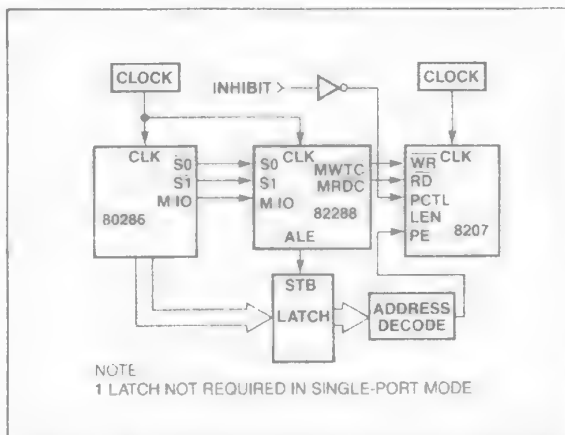 CLOCK
INHIBIT >
CLOCK
CLK
S0
S1
M IO
80286
S0
CLK
S1
M IO
MWTC
MRDC
82288
ALE
WR
CLK
RD
PCTL
LEN
PE
8207
STB
LATCH
ADDRESS
DECODE
NOTE
1 LATCH NOT REQUIRED IN SINGLE-PORT MODE